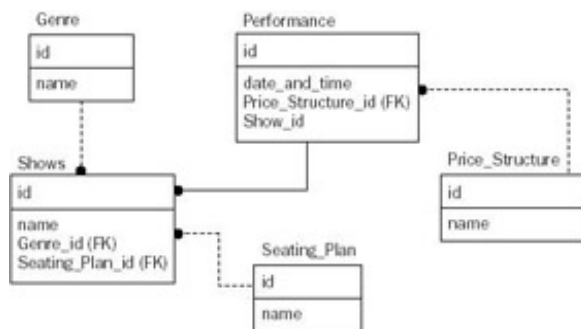 Genre
id
name
Performance
id
date_and_time
Price_Structure_id (FK)
Show_id
Shows
id
name
Genre_id (FK)
Seating_Plan_id (FK)
Price_Structure
id
name
Seating_Plan
id
name